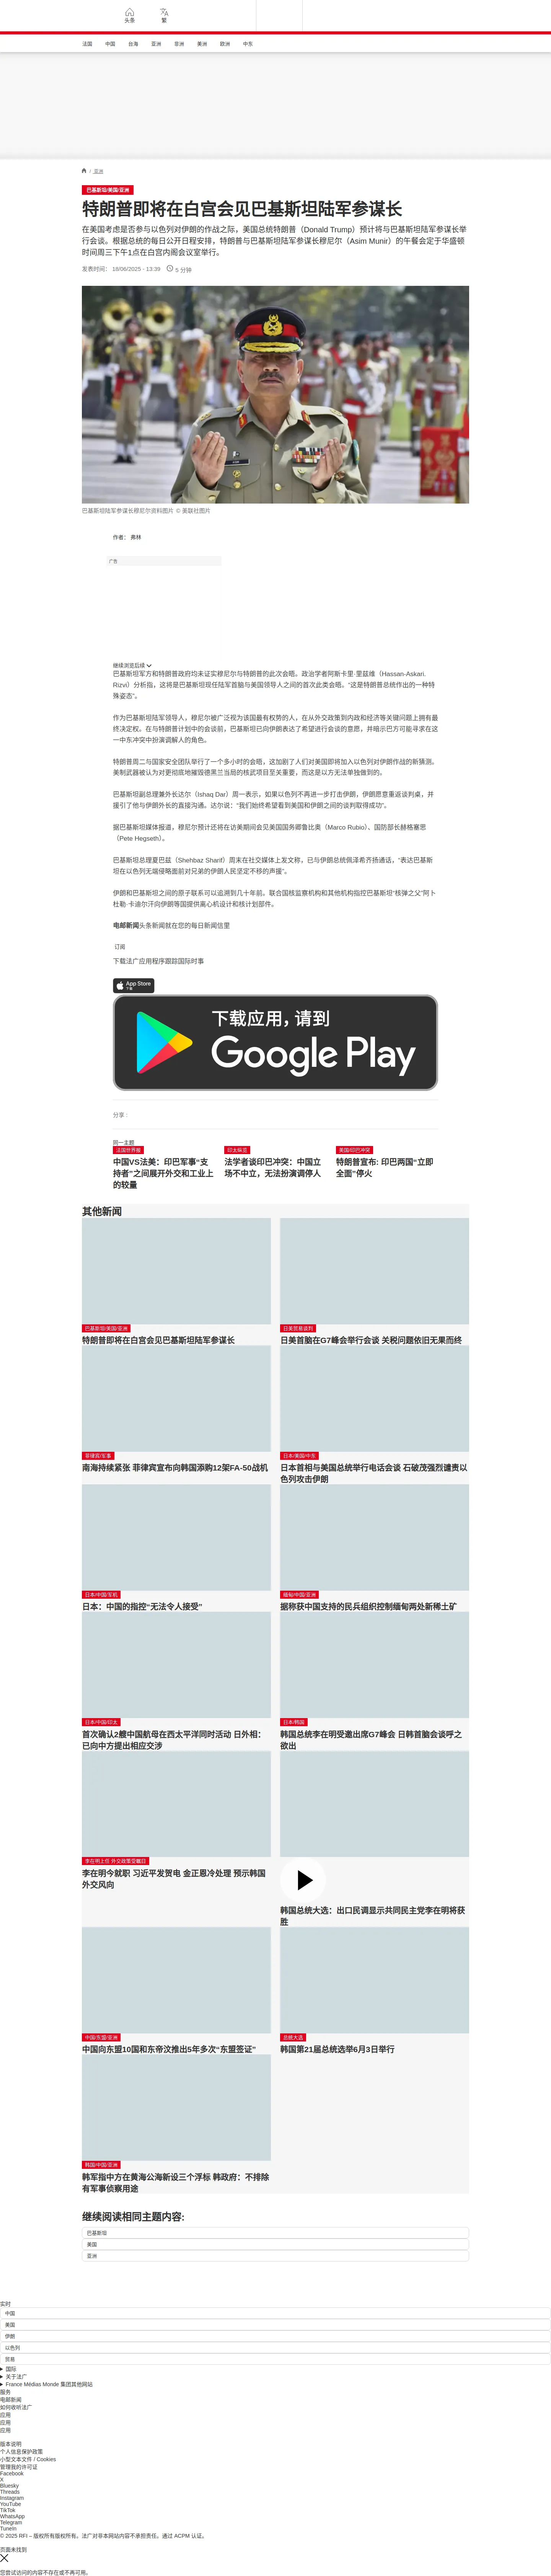 头条
繁
法国
中国
台海
亚洲
非洲
美洲
欧洲
中东
/ 亚洲
巴基斯坦/美国/亚洲
特朗普即将在白宫会见巴基斯坦陆军参谋长
在美国考虑是否参与以色列对伊朗的作战之际，美国总统特朗普（Donald Trump）预计将与巴基斯坦陆军参谋长举
行会谈。根据总统的每日公开日程安排，特朗普与巴基斯坦陆军参谋长穆尼尔（Asim Munir）的午餐会定于华盛顿
时间周三下午1点在白宫内阁会议室举行。
发表时间： 18/06/2025 - 13:39
5 分钟
巴基斯坦陆军参谋长穆尼尔资料图片 © 美联社图片
作者： 弗林
广告
继续浏览后续
巴基斯坦军方和特朗普政府均未证实穆尼尔与特朗普的此次会晤。政治学者阿斯卡里·里兹维（Hassan-Askari.
Rizvi）分析指，这将是巴基斯坦现任陆军首脑与美国领导人之间的首次此类会晤。“这是特朗普总统作出的一种特
殊姿态”。
作为巴基斯坦陆军领导人，穆尼尔被广泛视为该国最有权势的人，在从外交政策到内政和经济等关键问题上拥有最
终决定权。在与特朗普计划中的会谈前，巴基斯坦已向伊朗表达了希望进行会谈的意愿，并暗示巴方可能寻求在这
一中东冲突中扮演调解人的角色。
特朗普周二与国家安全团队举行了一个多小时的会晤，这加剧了人们对美国即将加入以色列对伊朗作战的新猜测。
美制武器被认为对更彻底地摧毁德黑兰当局的核武项目至关重要，而这是以方无法单独做到的。
巴基斯坦副总理兼外长达尔（Ishaq Dar）周一表示，如果以色列不再进一步打击伊朗，伊朗愿意重返谈判桌，并
援引了他与伊朗外长的直接沟通。达尔说：“我们始终希望看到美国和伊朗之间的谈判取得成功”。
据巴基斯坦媒体报道，穆尼尔预计还将在访美期间会见美国国务卿鲁比奥（Marco Rubio）、国防部长赫格塞思
（Pete Hegseth）。
巴基斯坦总理夏巴兹（Shehbaz Sharif）周末在社交媒体上发文称，已与伊朗总统佩泽希齐扬通话，“表达巴基斯
坦在以色列无端侵略面前对兄弟的伊朗人民坚定不移的声援”。
伊朗和巴基斯坦之间的原子联系可以追溯到几十年前。联合国核监察机构和其他机构指控巴基斯坦“核弹之父”阿卜
杜勒·卡迪尔汗向伊朗等国提供离心机设计和核计划部件。
电邮新闻头条新闻就在您的每日新闻信里
订阅
下载法广应用程序跟踪国际时事
App Store
下载
下载应用，请到
Google Play
分享 :
同一主题
法国世界报
中国VS法美：印巴军事“支
持者”之间展开外交和工业上
的较量
印太纵览
法学者谈印巴冲突：中国立
场不中立，无法扮演调停人
美国/印巴冲突
特朗普宣布: 印巴两国“立即
全面”停火
其他新闻
巴基斯坦/美国/亚洲
特朗普即将在白宫会见巴基斯坦陆军参谋长
日美贸易谈判
日美首脑在G7峰会举行会谈 关税问题依旧无果而终
菲律宾/军事
南海持续紧张 菲律宾宣布向韩国添购12架FA-50战机
日本/美国/中东
日本首相与美国总统举行电话会谈 石破茂强烈谴责以
色列攻击伊朗
日本/中国/军机
日本：中国的指控“无法令人接受”
缅甸/中国/亚洲
据称获中国支持的民兵组织控制缅甸两处新稀土矿
日本/中国/印太
首次确认2艘中国航母在西太平洋同时活动 日外相：
已向中方提出相应交涉
日本/韩国
韩国总统李在明受邀出席G7峰会 日韩首脑会谈呼之
欲出
李在明上任 外交政策受瞩目
李在明今就职 习近平发贺电 金正恩冷处理 预示韩国
外交风向
韩国总统大选：出口民调显示共同民主党李在明将获
胜
中国/东盟/亚洲
中国向东盟10国和东帝汶推出5年多次“东盟签证”
总统大选
韩国第21届总统选举6月3日举行
韩国/中国/亚洲
韩军指中方在黄海公海新设三个浮标 韩政府：不排除
有军事侦察用途
继续阅读相同主题内容:
巴基斯坦
美国
亚洲
实时
中国
美国
伊朗
以色列
贸易
国际
关于法广
France Médias Monde 集团其他网站
服务
电邮新闻
如何收听法广
应用
应用
应用
版本说明
个人信息保护政策
小型文本文件 / Cookies
管理我的许可证
Facebook
X
Bluesky
Threads
Instagram
YouTube
TikTok
WhatsApp
Telegram
TuneIn
© 2025 RFI – 版权所有版权所有。法广对非本网站内容不承担责任。通过 ACPM 认证。
页面未找到
您尝试访问的内容不存在或不再可用。